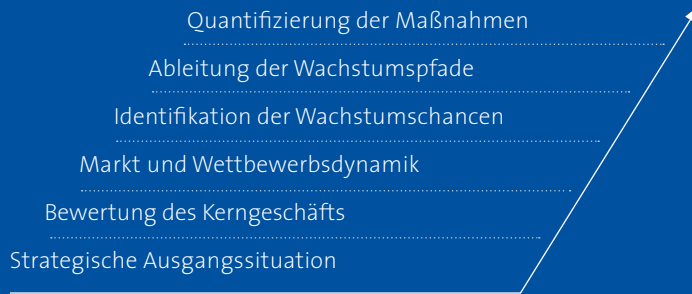 Quantifizierung der Maßnahmen
Ableitung der Wachstumspfade
Identifikation der Wachstumschancen
Markt und Wettbewerbsdynamik
Bewertung des Kerngeschäfts
Strategische Ausgangssituation